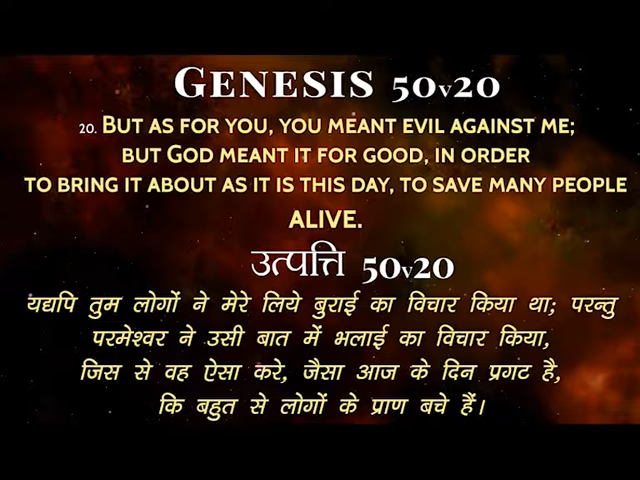 GENESIS 50v20
20. BUT AS FOR YOU, YOU MEANT EVIL AGAINST ME;
BUT GOD MEANT IT FOR GOOD, IN ORDER
TO BRING IT ABOUT AS IT IS THIS DAY, TO SAVE MANY PEOPLE
ALIVE.
उत्पत्ति 50v20
यद्यपि तुम लोगों ने मेरे लिये बुराई का विचार किया था; परन्तु
परमेश्वर ने उसी बात में भलाई का विचार किया,
जिस से वह ऐसा करे, जैसा आज के दिन प्रगट है,
कि बहुत से लोगों के प्राण बचे हैं।